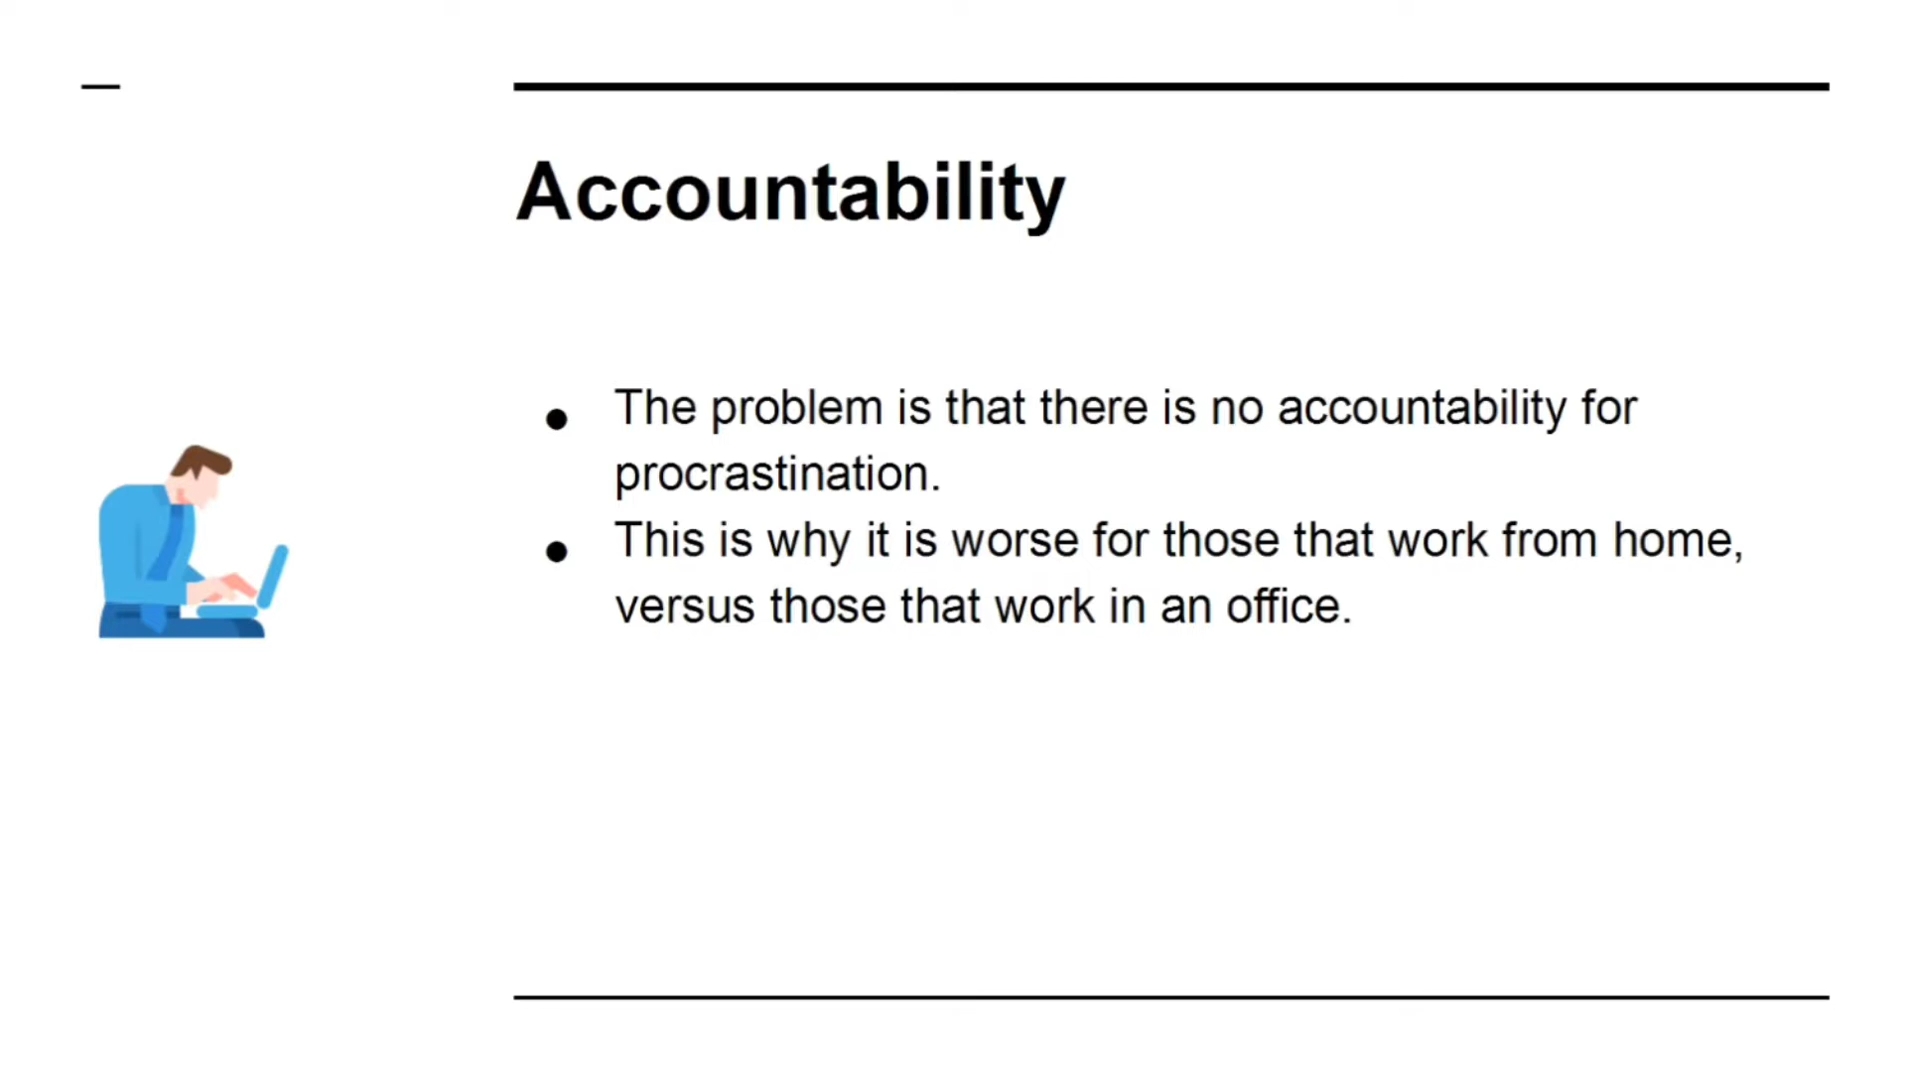 Accountability
● The problem is that there is no accountability for
procrastination.
● This is why it is worse for those that work from home,
versus those that work in an office.